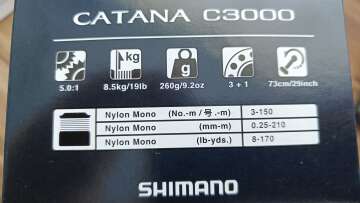 CATANA C3000
5.0:1 8.5kg/19lb 260g/9.2oz 3 + 1 73cm/29inch
kg
g
Nylon Mono (No.-m / 号.-m) 3-150
Nylon Mono (mm-m) 0.25-210
Nylon Mono (lb-yds.) 8-170
SHIMANO